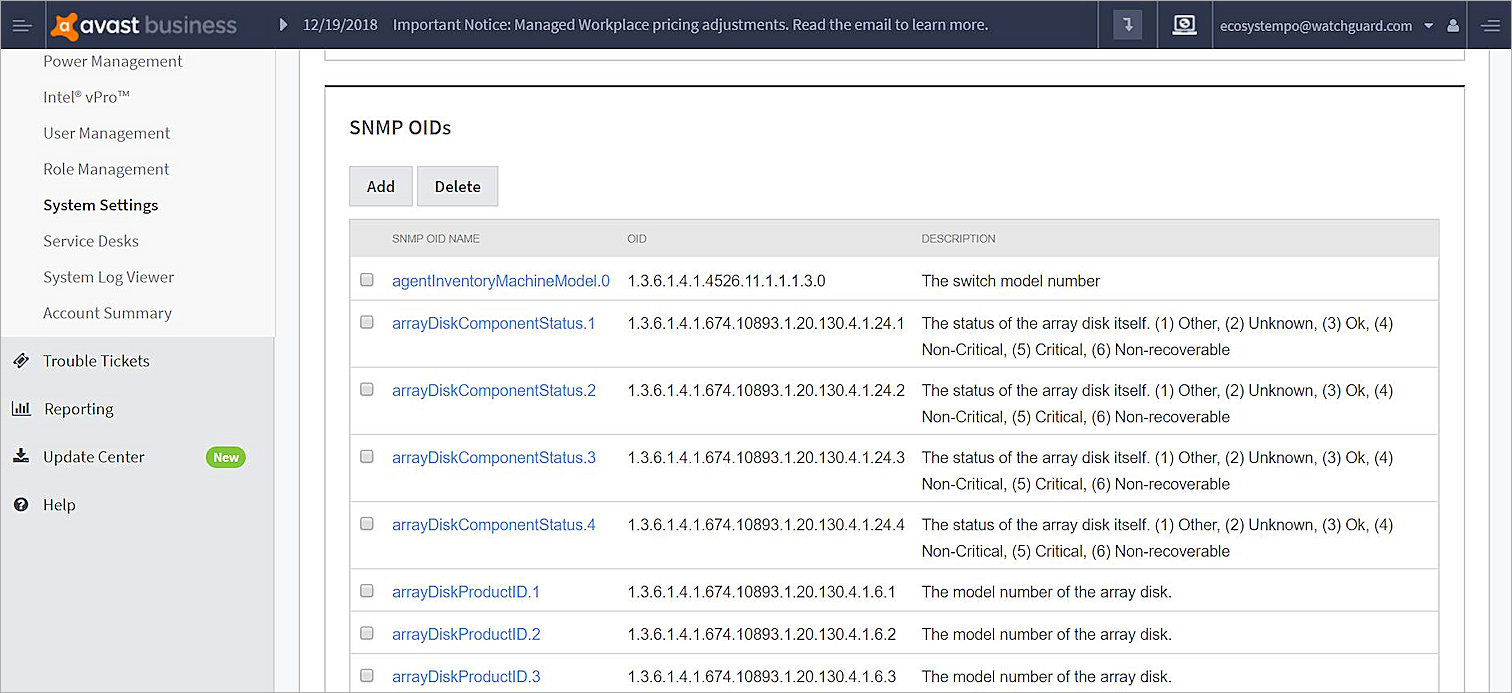 avast business
12/19/2018 Important Notice: Managed Workplace pricing adjustments. Read the email to learn more.
ecosystempo@watchguard.com
Power Management
Intel® vPro™
User Management
Role Management
System Settings
Service Desks
System Log Viewer
Account Summary
Trouble Tickets
Reporting
Update Center New
Help
SNMP OIDs
Add Delete
SNMP OID NAME OID DESCRIPTION
agentInventoryMachineModel.0 1.3.6.1.4.1.4526.11.1.1.1.3.0 The switch model number
arrayDiskComponentStatus.1 1.3.6.1.4.1.674.10893.1.20.130.4.1.24.1 The status of the array disk itself. (1) Other, (2) Unknown, (3) Ok, (4)
Non-Critical, (5) Critical, (6) Non-recoverable
arrayDiskComponentStatus.2 1.3.6.1.4.1.674.10893.1.20.130.4.1.24.2 The status of the array disk itself. (1) Other, (2) Unknown, (3) Ok, (4)
Non-Critical, (5) Critical, (6) Non-recoverable
arrayDiskComponentStatus.3 1.3.6.1.4.1.674.10893.1.20.130.4.1.24.3 The status of the array disk itself. (1) Other, (2) Unknown, (3) Ok, (4)
Non-Critical, (5) Critical, (6) Non-recoverable
arrayDiskComponentStatus.4 1.3.6.1.4.1.674.10893.1.20.130.4.1.24.4 The status of the array disk itself. (1) Other, (2) Unknown, (3) Ok, (4)
Non-Critical, (5) Critical, (6) Non-recoverable
arrayDiskProductID.1 1.3.6.1.4.1.674.10893.1.20.130.4.1.6.1 The model number of the array disk.
arrayDiskProductID.2 1.3.6.1.4.1.674.10893.1.20.130.4.1.6.2 The model number of the array disk.
arrayDiskProductID.3 1.3.6.1.4.1.674.10893.1.20.130.4.1.6.3 The model number of the array disk.